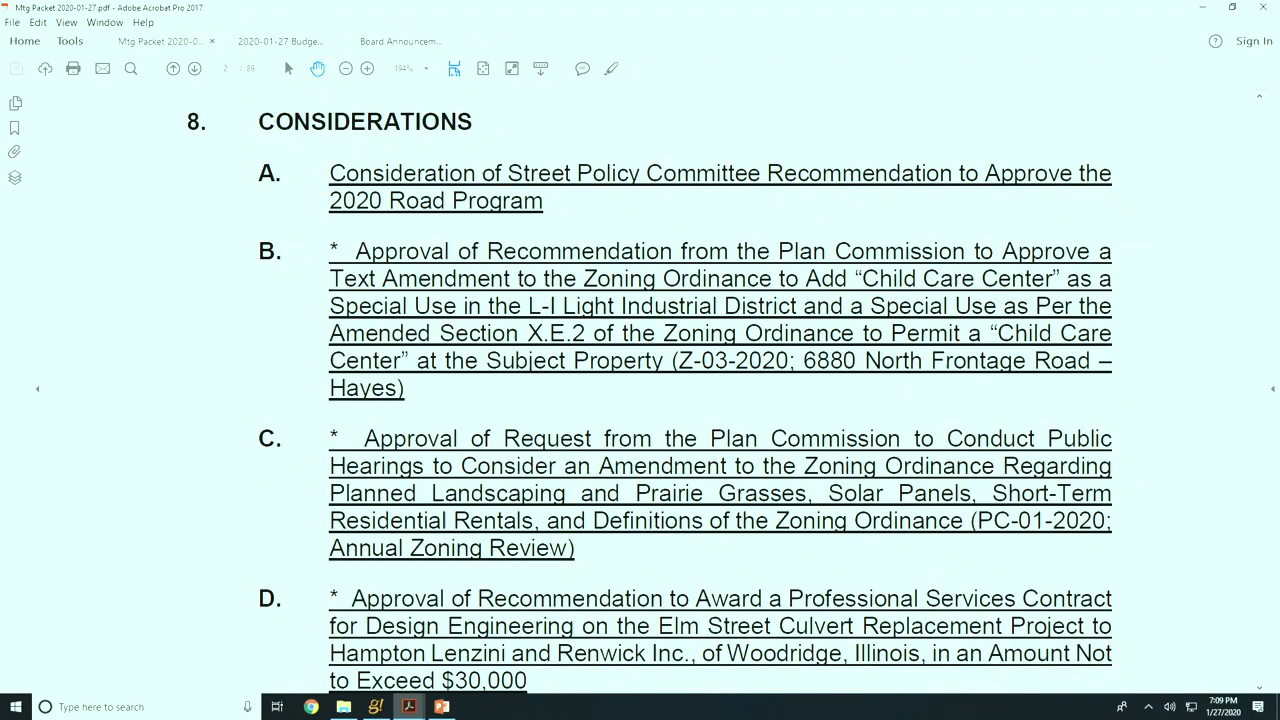 Mtg Packet 2020-01-27.pdf - Adobe Acrobat Pro 2017
File Edit View Window Help
Home Tools Mtg Packet 2020-0... × 2020-01-27 Budge... Board Announcem... Sign In
2 / 89 194%
8. CONSIDERATIONS
A. Consideration of Street Policy Committee Recommendation to Approve the
2020 Road Program
B. * Approval of Recommendation from the Plan Commission to Approve a
Text Amendment to the Zoning Ordinance to Add “Child Care Center” as a
Special Use in the L-I Light Industrial District and a Special Use as Per the
Amended Section X.E.2 of the Zoning Ordinance to Permit a “Child Care
Center” at the Subject Property (Z-03-2020; 6880 North Frontage Road –
Hayes)
C. * Approval of Request from the Plan Commission to Conduct Public
Hearings to Consider an Amendment to the Zoning Ordinance Regarding
Planned Landscaping and Prairie Grasses, Solar Panels, Short-Term
Residential Rentals, and Definitions of the Zoning Ordinance (PC-01-2020;
Annual Zoning Review)
D. * Approval of Recommendation to Award a Professional Services Contract
for Design Engineering on the Elm Street Culvert Replacement Project to
Hampton Lenzini and Renwick Inc., of Woodridge, Illinois, in an Amount Not
to Exceed $30,000
Type here to search g! 7:09 PM
1/27/2020